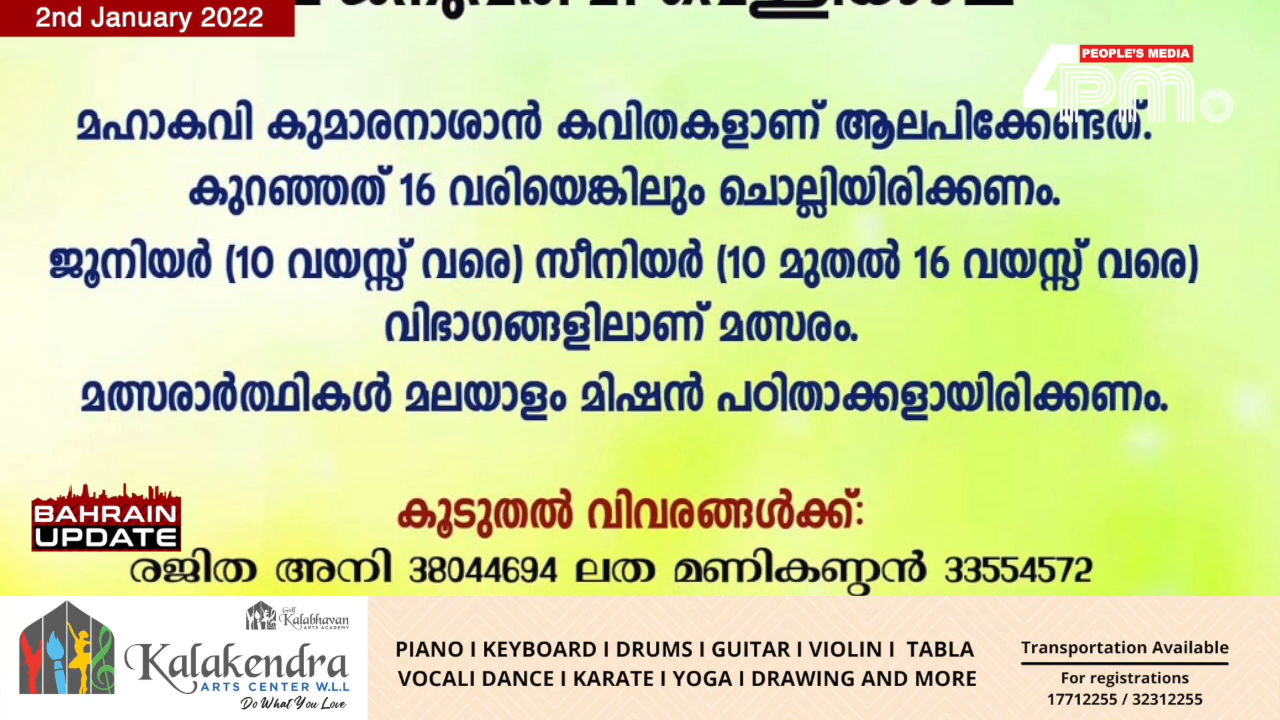 2nd January 2022
PEOPLE'S MEDIA
4PM
മഹാകവി കുമാരനാശാൻ കവിതകളാണ് ആലപിക്കേണ്ടത്.
കുറഞ്ഞത് 16 വരിയെങ്കിലും ചൊല്ലിയിരിക്കണം.
ജൂനിയർ (10 വയസ്സ് വരെ) സീനിയർ (10 മുതൽ 16 വയസ്സ് വരെ)
വിഭാഗങ്ങളിലാണ് മത്സരം.
മത്സരാർത്ഥികൾ മലയാളം മിഷൻ പഠിതാക്കളായിരിക്കണം.
കൂടുതൽ വിവരങ്ങൾക്ക്:
രജിത അനി 38044694 ലത മണികണ്ഠൻ 33554572
BAHRAIN
UPDATE
Gulf
Kalabhavan
ARTS ACADEMY
Kalakendra
ARTS CENTER W.L.L
Do What You Love
PIANO I KEYBOARD I DRUMS I GUITAR I VIOLIN I TABLA
VOCALI DANCE I KARATE I YOGA I DRAWING AND MORE
Transportation Available
For registrations
17712255 / 32312255